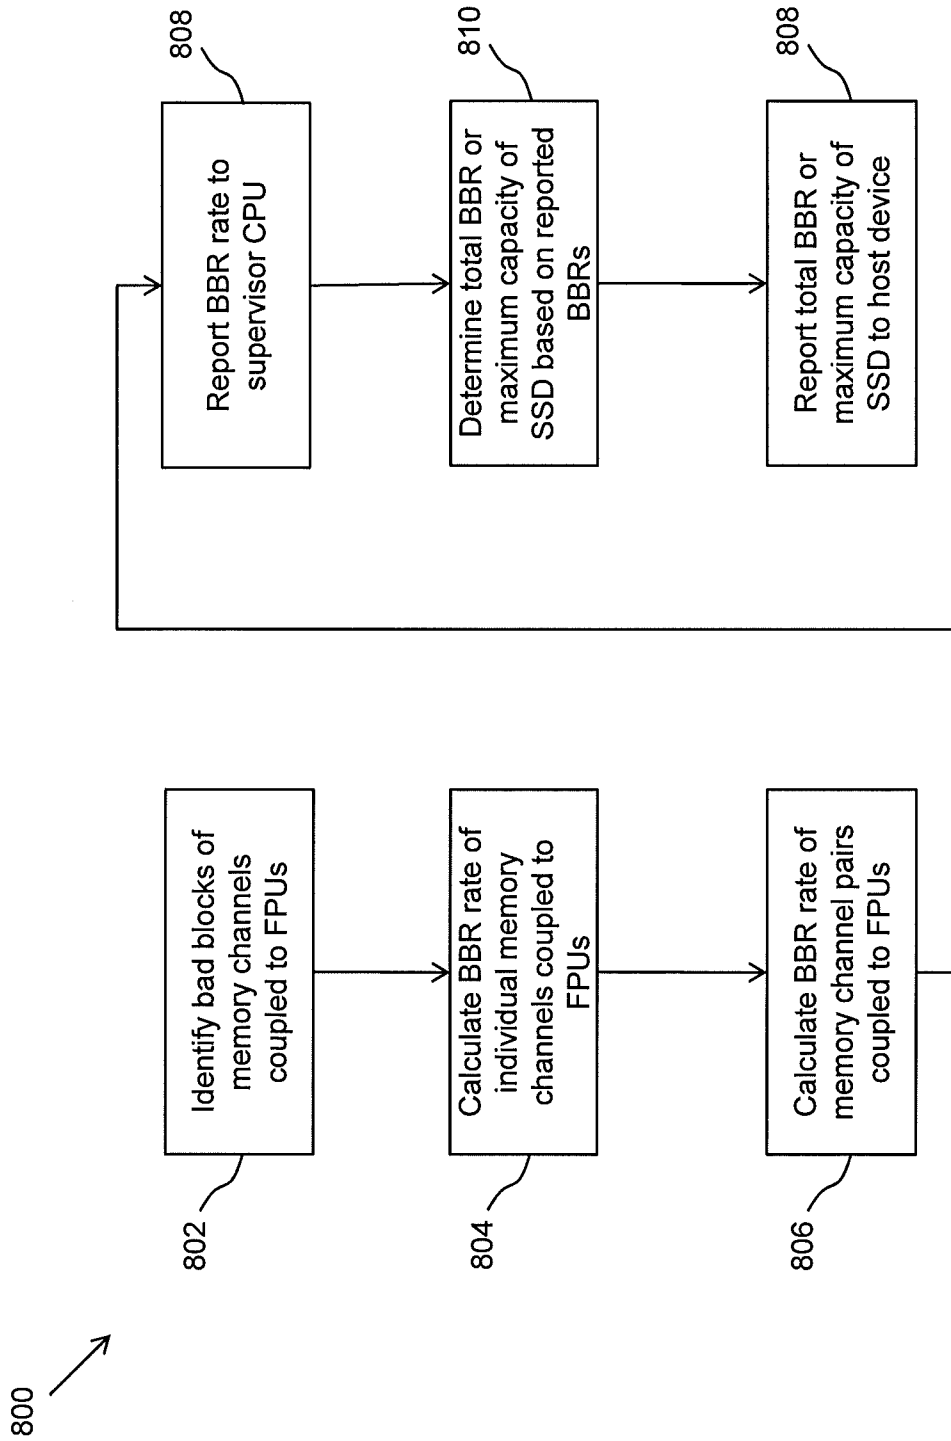 800
802
Identify bad blocks of
memory channels
coupled to FPUs
804
Calculate BBR rate of
individual memory
channels coupled to
FPUs
806
Calculate BBR rate of
memory channel pairs
coupled to FPUs
808
Report BBR rate to
supervisor CPU
810
Determine total BBR or
maximum capacity of
SSD based on reported
BBRs
808
Report total BBR or
maximum capacity of
SSD to host device